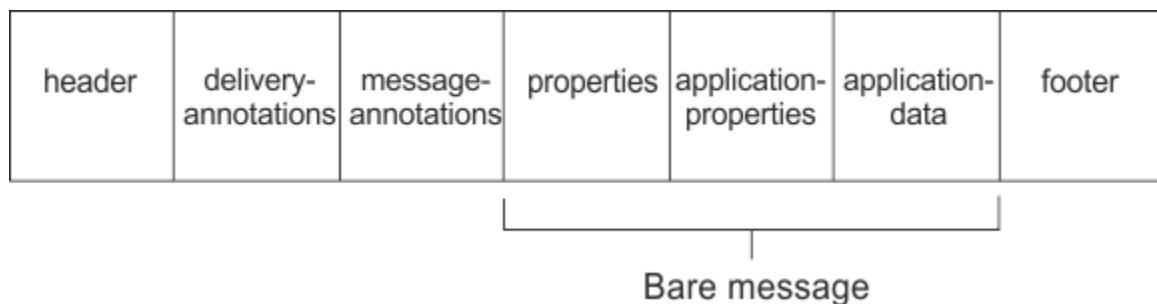 header
delivery-
annotations
message-
annotations
properties
application-
properties
application-
data
footer
Bare message